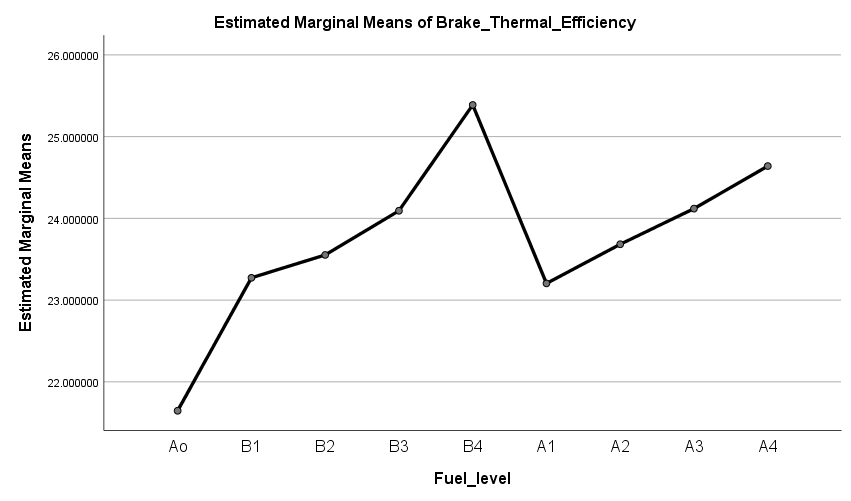 Estimated Marginal Means of Brake_Thermal_Efficiency
Estimated Marginal Means
26.000000
25.000000
24.000000
23.000000
22.000000
Ao B1 B2 B3 B4 A1 A2 A3 A4
Fuel_level